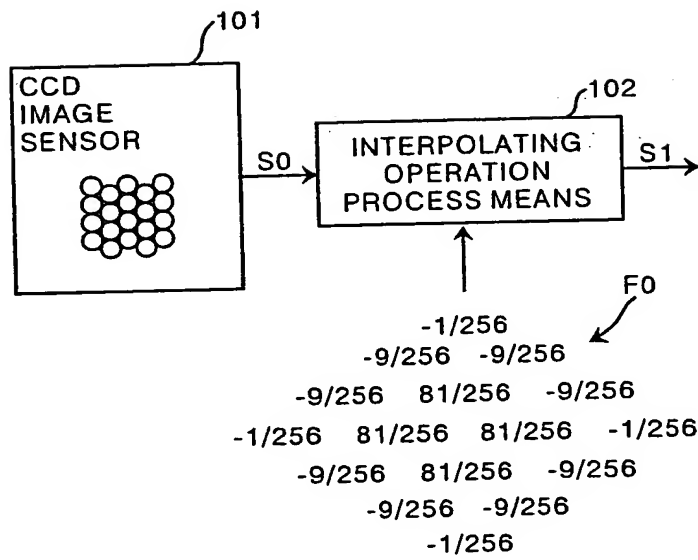 101
CCD
IMAGE
SENSOR
S0
102
INTERPOLATING
OPERATION
PROCESS MEANS
S1
F0
-1/256
-9/256 -9/256
-9/256 81/256 -9/256
-1/256 81/256 81/256 -1/256
-9/256 81/256 -9/256
-9/256 -9/256
-1/256